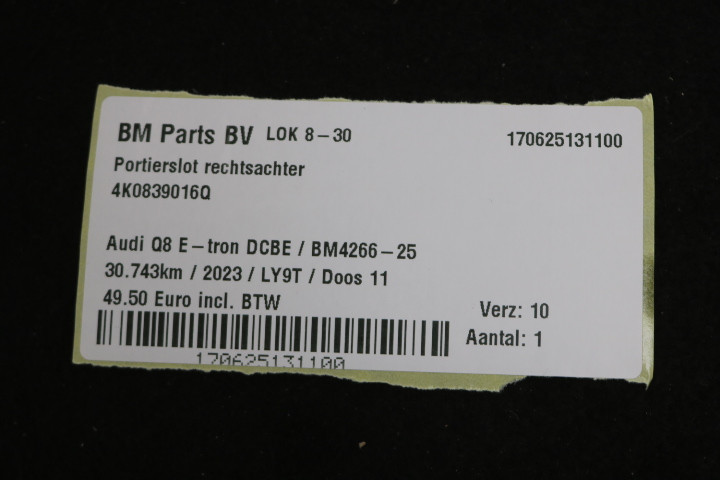 BM Parts BV LOK 8-30 170625131100
Portierslot rechtsachter
4K0839016Q
Audi Q8 E-tron DCBE / BM4266-25
30.743km / 2023 / LY9T / Doos 11
49.50 Euro incl. BTW
Verz: 10
Aantal: 1
170625131100